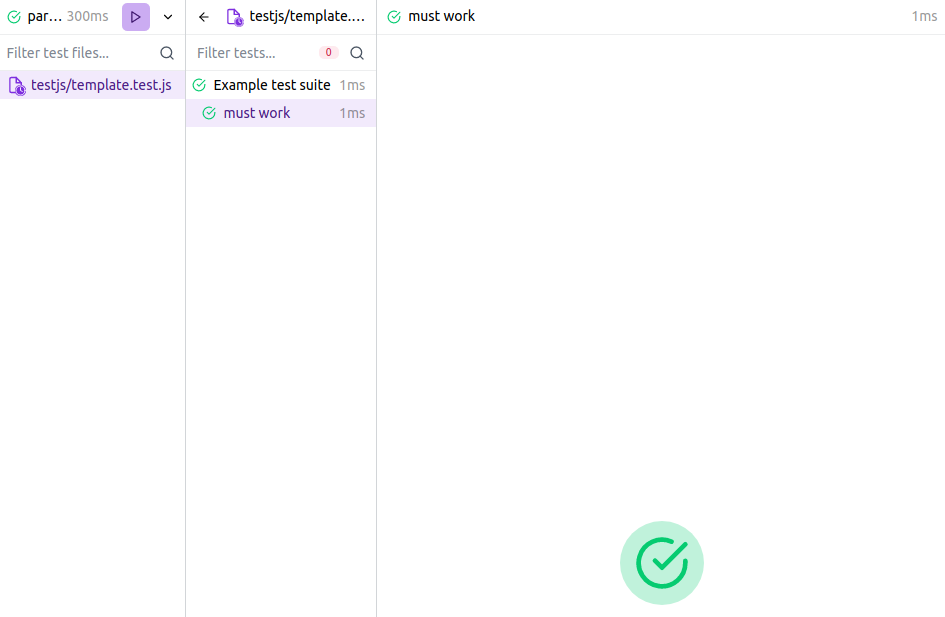 par... 300ms
Filter test files...
testjs/template.test.js
testjs/template....
Filter tests... 0
Example test suite 1ms
must work 1ms
must work 1ms